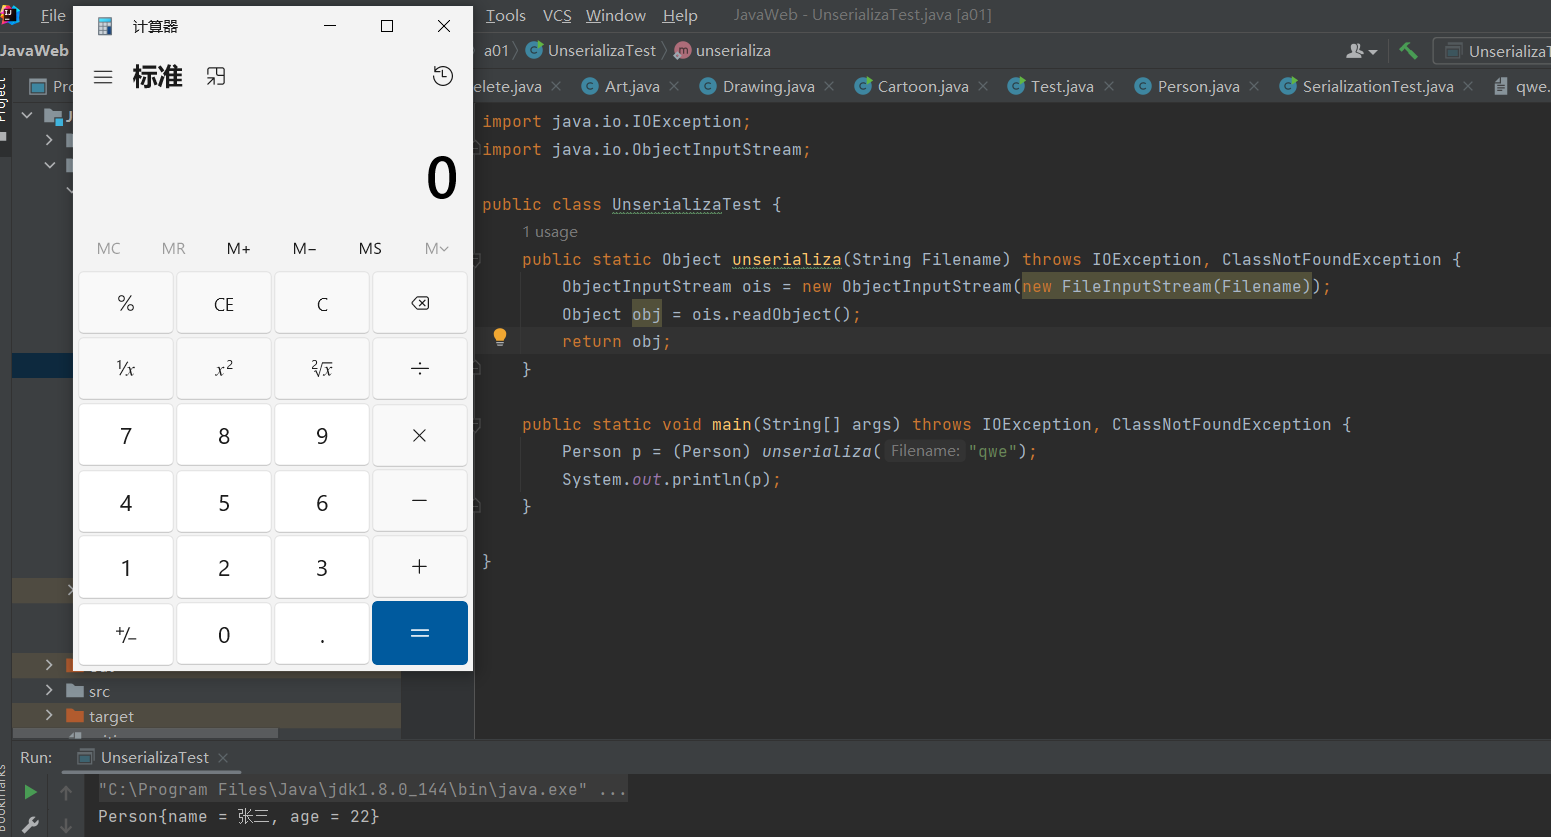 File
Tools VCS Window Help JavaWeb - UnserializaTest.java [a01]
计算器
JavaWeb
a01 UnserializaTest unserializa
标准
elete.java Art.java Drawing.java Cartoon.java Test.java Person.java SerializationTest.java qwe.
Project
0
MC MR M+ M− MS M
% CE C
¹/x x² ²√x ÷
7 8 9 ×
4 5 6 −
1 2 3 +
+/− 0 . =
import java.io.IOException;
import java.io.ObjectInputStream;
public class UnserializaTest {
1 usage
public static Object unserializa(String Filename) throws IOException, ClassNotFoundException {
ObjectInputStream ois = new ObjectInputStream(new FileInputStream(Filename));
Object obj = ois.readObject();
return obj;
}
public static void main(String[] args) throws IOException, ClassNotFoundException {
Person p = (Person) unserializa( Filename: "qwe");
System.out.println(p);
}
}
src
target
Run: UnserializaTest
"C:\Program Files\Java\jdk1.8.0_144\bin\java.exe" ...
Person{name = 张三, age = 22}
Bookmarks